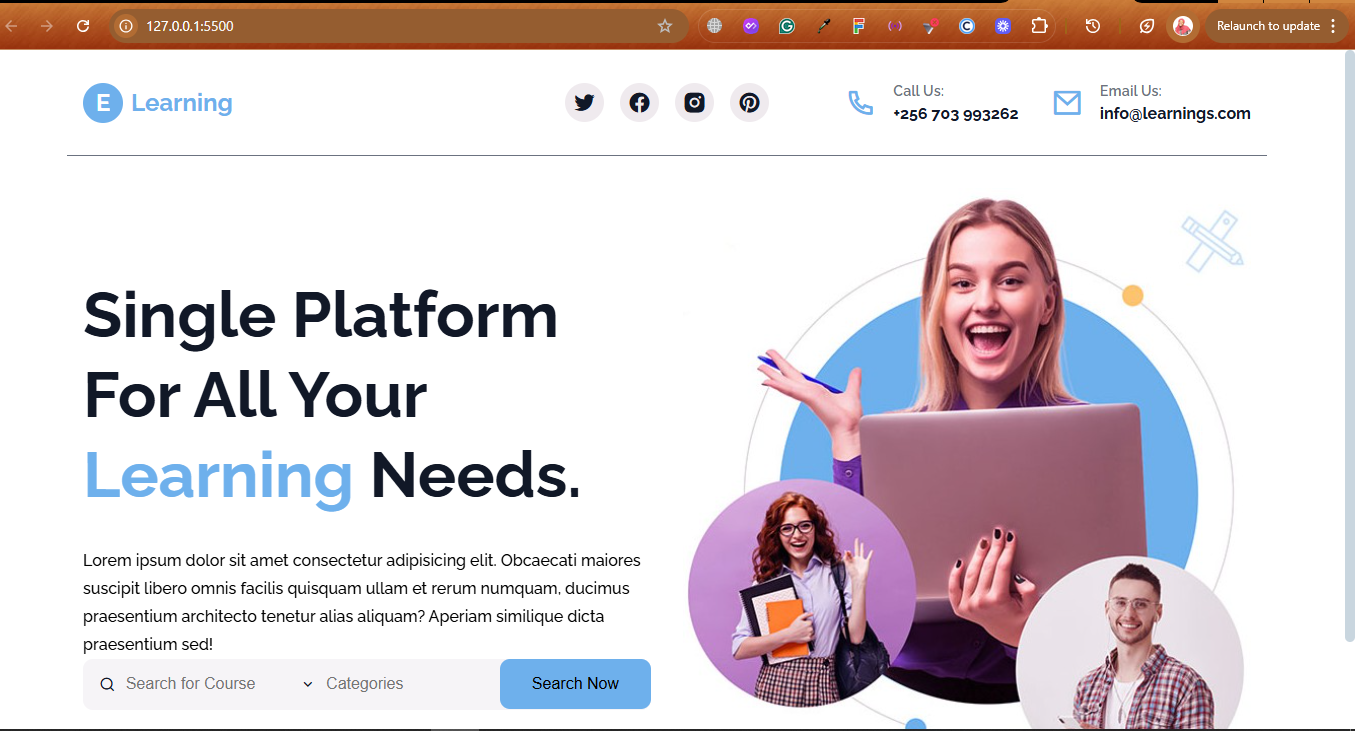 127.0.0.1:5500
Relaunch to update
E Learning
Call Us:
+256 703 993262
Email Us:
info@learnings.com
Single Platform
For All Your
Learning Needs.
Lorem ipsum dolor sit amet consectetur adipisicing elit. Obcaecati maiores
suscipit libero omnis facilis quisquam ullam et rerum numquam, ducimus
praesentium architecto tenetur alias aliquam? Aperiam similique dicta
praesentium sed!
Search for Course
Categories
Search Now